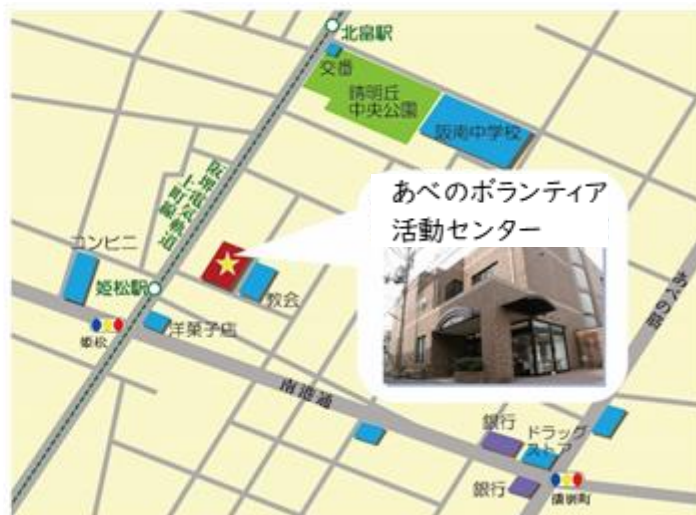 北畠駅
交番
晴明丘
中央公園
阪南中学校
阪堺電気軌道
上町線
あべのボランティア
活動センター
コンビニ
姫松駅
教会
洋菓子店
姫松
あべの筋
南港通
銀行
ドラッグ
ストア
銀行